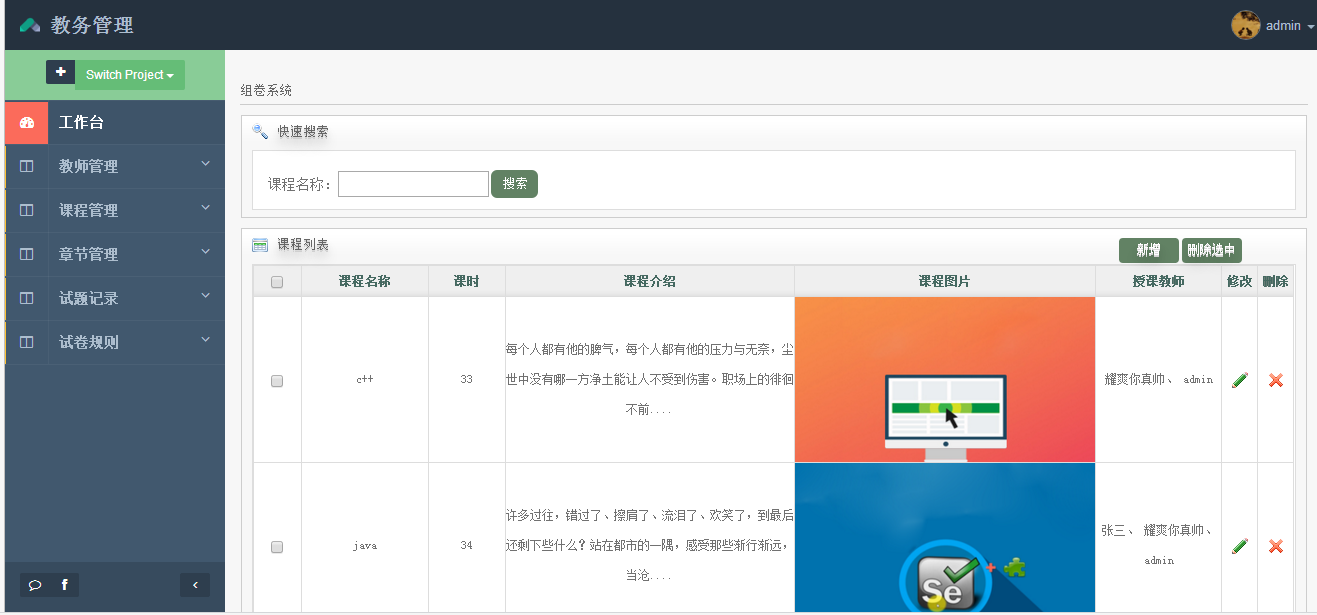 教务管理
admin
+ Switch Project
工作台
教师管理
课程管理
章节管理
试题记录
试卷规则
组卷系统
快速搜索
课程名称： 搜索
课程列表
新增 删除选中
课程名称 课时 课程介绍 课程图片 授课教师 修改 删除
每个人都有他的脾气，每个人都有他的压力与无奈，尘
c++ 33 世中没有哪一方净土能让人不受到伤害。职场上的徘徊 耀爽你真帅、 admin
不前....
许多过往，错过了、擦肩了、流泪了、欢笑了，到最后
java 34 还剩下些什么？站在都市的一隅，感受那些渐行渐远，
当沧....
张三、 耀爽你真帅、
admin
Se
f